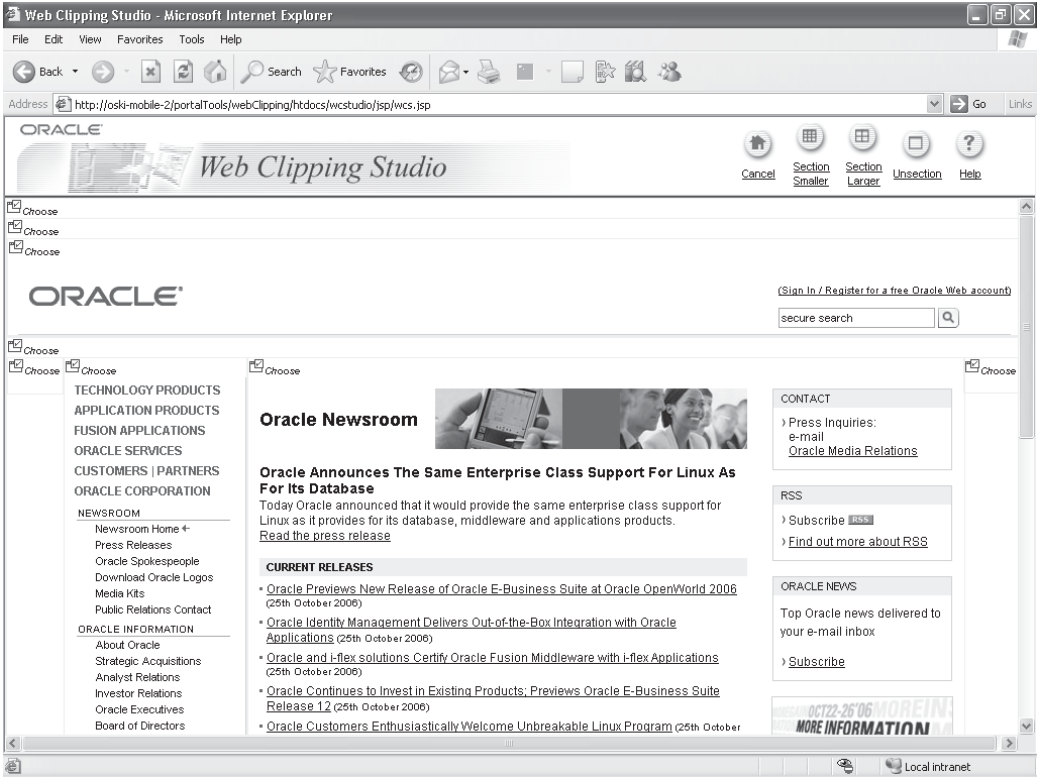 Web Clipping Studio - Microsoft Internet Explorer
File Edit View Favorites Tools Help
Back Search Favorites
Address http://oski-mobile-2/portalTools/webClipping/htdocs/wcstudio/jsp/wcs.jsp Go Links
ORACLE
Web Clipping Studio
Cancel Section Smaller Section Larger Unsection Help
Choose
Choose
Choose
ORACLE
(Sign In / Register for a free Oracle Web account)
secure search
Choose
Choose Choose Choose Choose
TECHNOLOGY PRODUCTS
APPLICATION PRODUCTS
FUSION APPLICATIONS
ORACLE SERVICES
CUSTOMERS | PARTNERS
ORACLE CORPORATION
NEWSROOM
Newsroom Home
Press Releases
Oracle Spokespeople
Download Oracle Logos
Media Kits
Public Relations Contact
ORACLE INFORMATION
About Oracle
Strategic Acquisitions
Analyst Relations
Investor Relations
Oracle Executives
Board of Directors
Oracle Newsroom
Oracle Announces The Same Enterprise Class Support For Linux As
For Its Database
Today Oracle announced that it would provide the same enterprise class support for
Linux as it provides for its database, middleware and applications products.
Read the press release
CURRENT RELEASES
Oracle Previews New Release of Oracle E-Business Suite at Oracle OpenWorld 2006
(25th October 2006)
Oracle Identity Management Delivers Out-of-the-Box Integration with Oracle
Applications (25th October 2006)
Oracle and i-flex solutions Certify Oracle Fusion Middleware with i-flex Applications
(25th October 2006)
Oracle Continues to Invest in Existing Products; Previews Oracle E-Business Suite
Release 12 (25th October 2006)
Oracle Customers Enthusiastically Welcome Unbreakable Linux Program (25th October
CONTACT
Press Inquiries:
e-mail
Oracle Media Relations
RSS
Subscribe RSS
Find out more about RSS
ORACLE NEWS
Top Oracle news delivered to
your e-mail inbox
Subscribe
OCT22-26'06
MORE INFORMATION
Local intranet